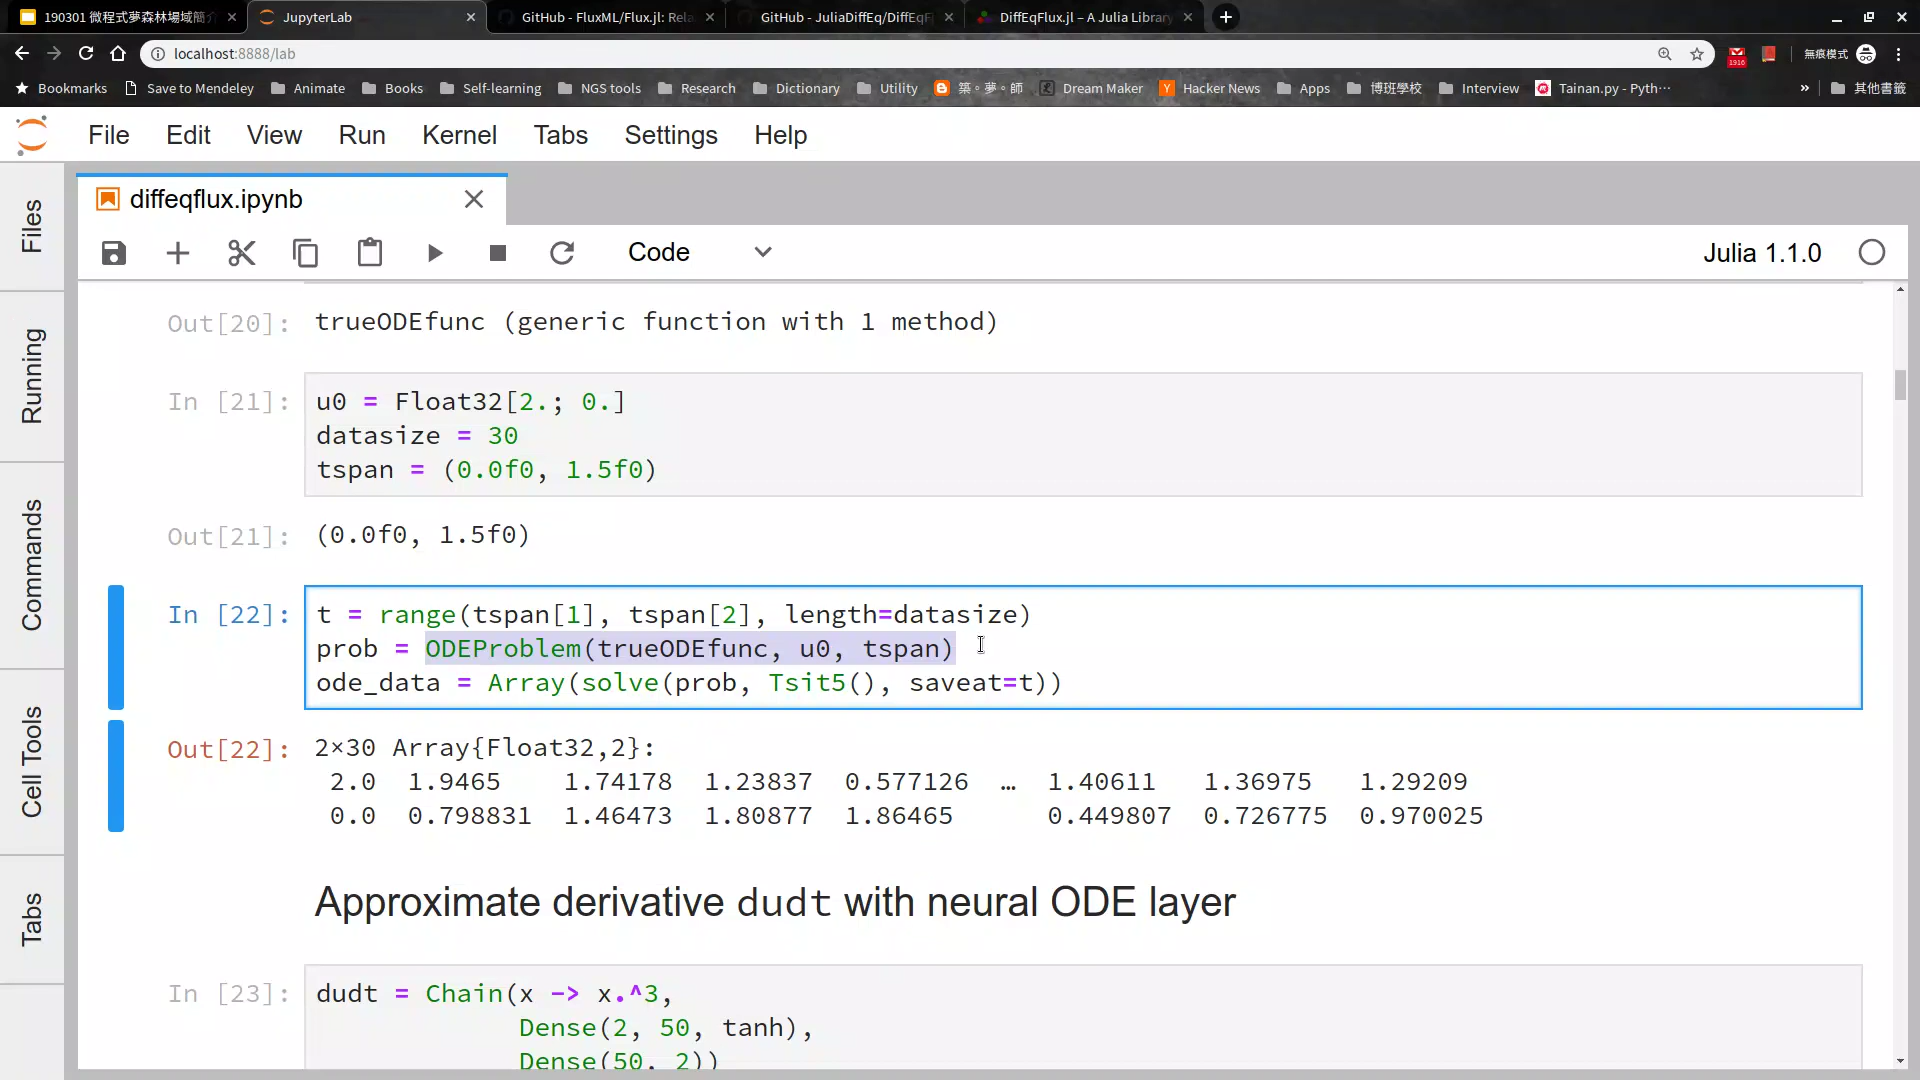 190301 微程式夢森林場域簡介
JupyterLab
GitHub - FluxML/Flux.jl: Rela
GitHub - JuliaDiffEq/DiffEqF
DiffEqFlux.jl – A Julia Library
localhost:8888/lab
1916
無痕模式
Bookmarks
Save to Mendeley
Animate
Books
Self-learning
NGS tools
Research
Dictionary
Utility
築。夢。師
Dream Maker
Hacker News
Apps
博班學校
Interview
Tainan.py - Pyth…
»
其他書籤
File Edit View Run Kernel Tabs Settings Help
Files
Running
Commands
Cell Tools
Tabs
diffeqflux.ipynb
Code
Julia 1.1.0
Out[20]: trueODEfunc (generic function with 1 method)
In [21]: u0 = Float32[2.; 0.]
datasize = 30
tspan = (0.0f0, 1.5f0)
Out[21]: (0.0f0, 1.5f0)
In [22]: t = range(tspan[1], tspan[2], length=datasize)
prob = ODEProblem(trueODEfunc, u0, tspan)
ode_data = Array(solve(prob, Tsit5(), saveat=t))
Out[22]: 2×30 Array{Float32,2}:
2.0 1.9465 1.74178 1.23837 0.577126 … 1.40611 1.36975 1.29209
0.0 0.798831 1.46473 1.80877 1.86465 0.449807 0.726775 0.970025
Approximate derivative dudt with neural ODE layer
In [23]: dudt = Chain(x -> x.^3,
Dense(2, 50, tanh),
Dense(50, 2))